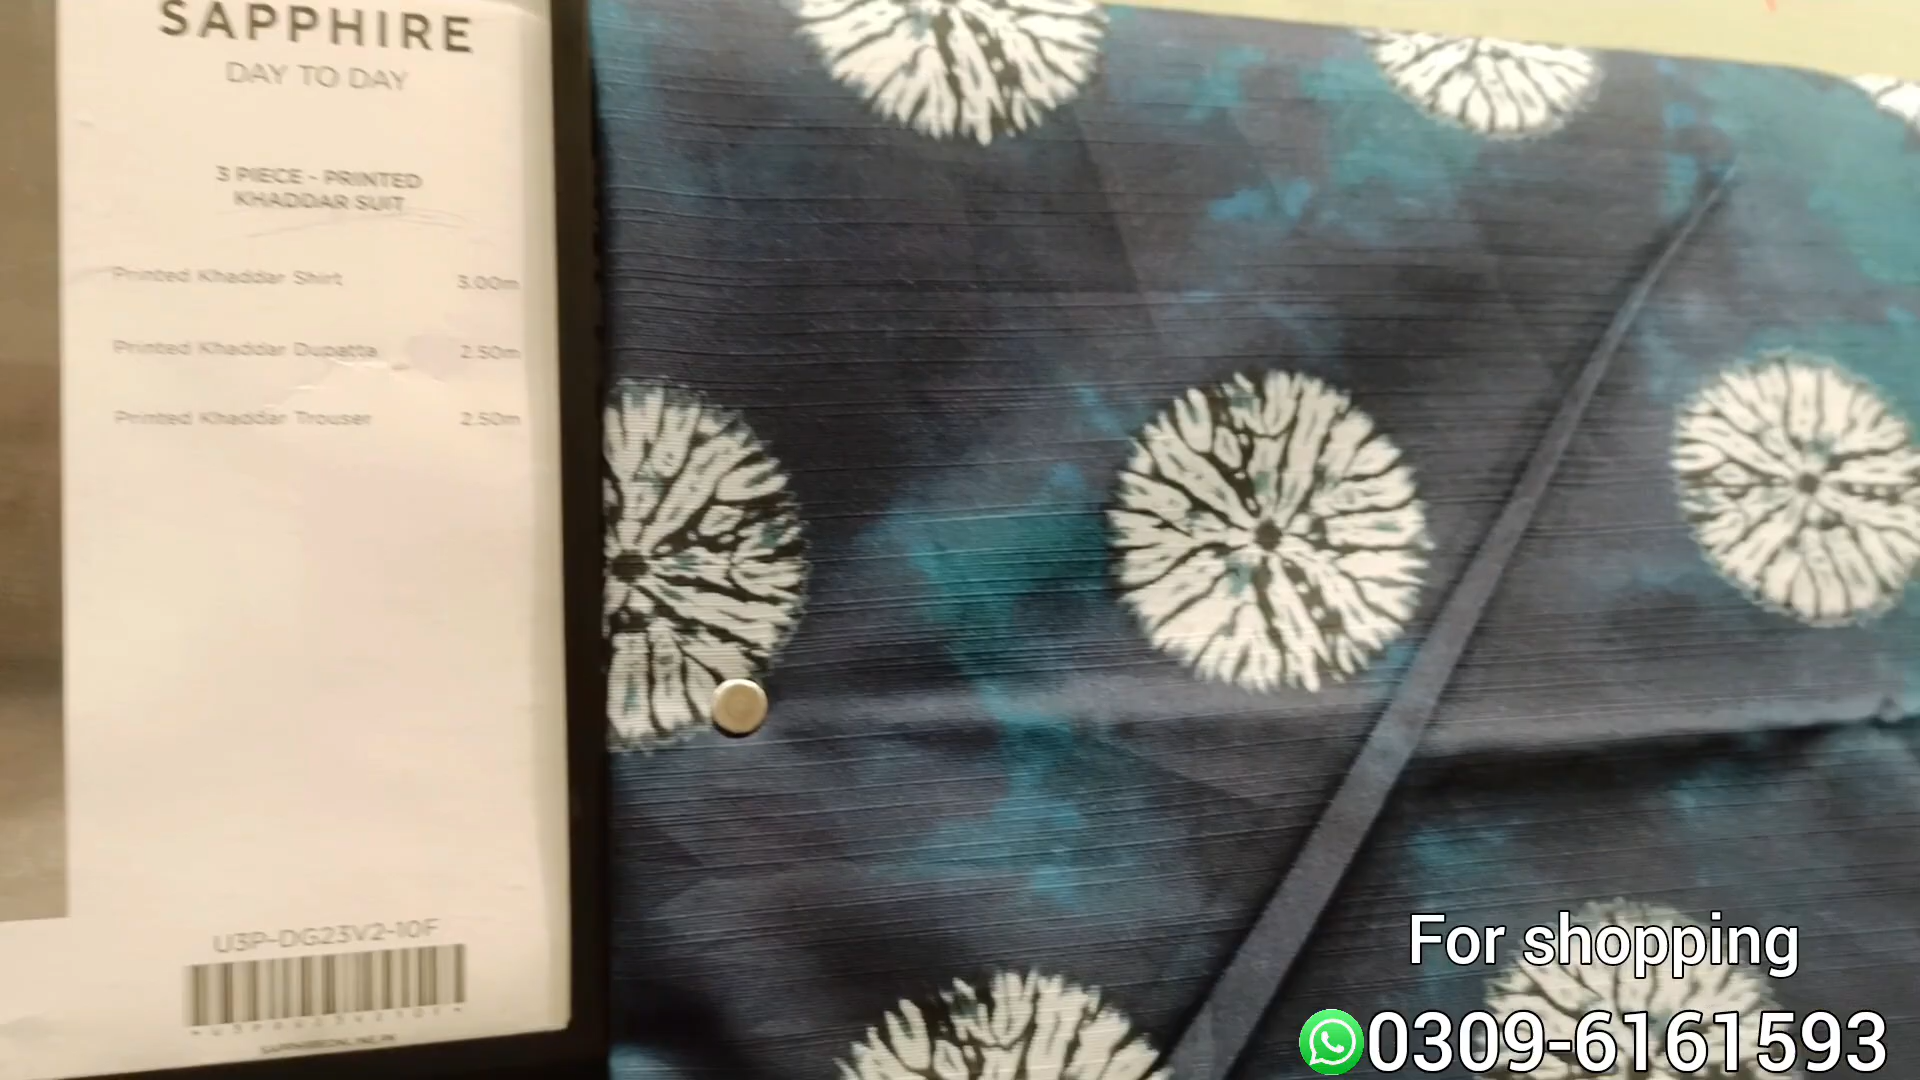 SAPPHIRE
DAY TO DAY
3 PIECE - PRINTED
KHADDAR SUIT
Printed Khaddar Shirt 3.00m
Printed Khaddar Dupatta 2.50m
Printed Khaddar Trouser 2.50m
U3P-DG23V2-10F
For shopping
0309-6161593